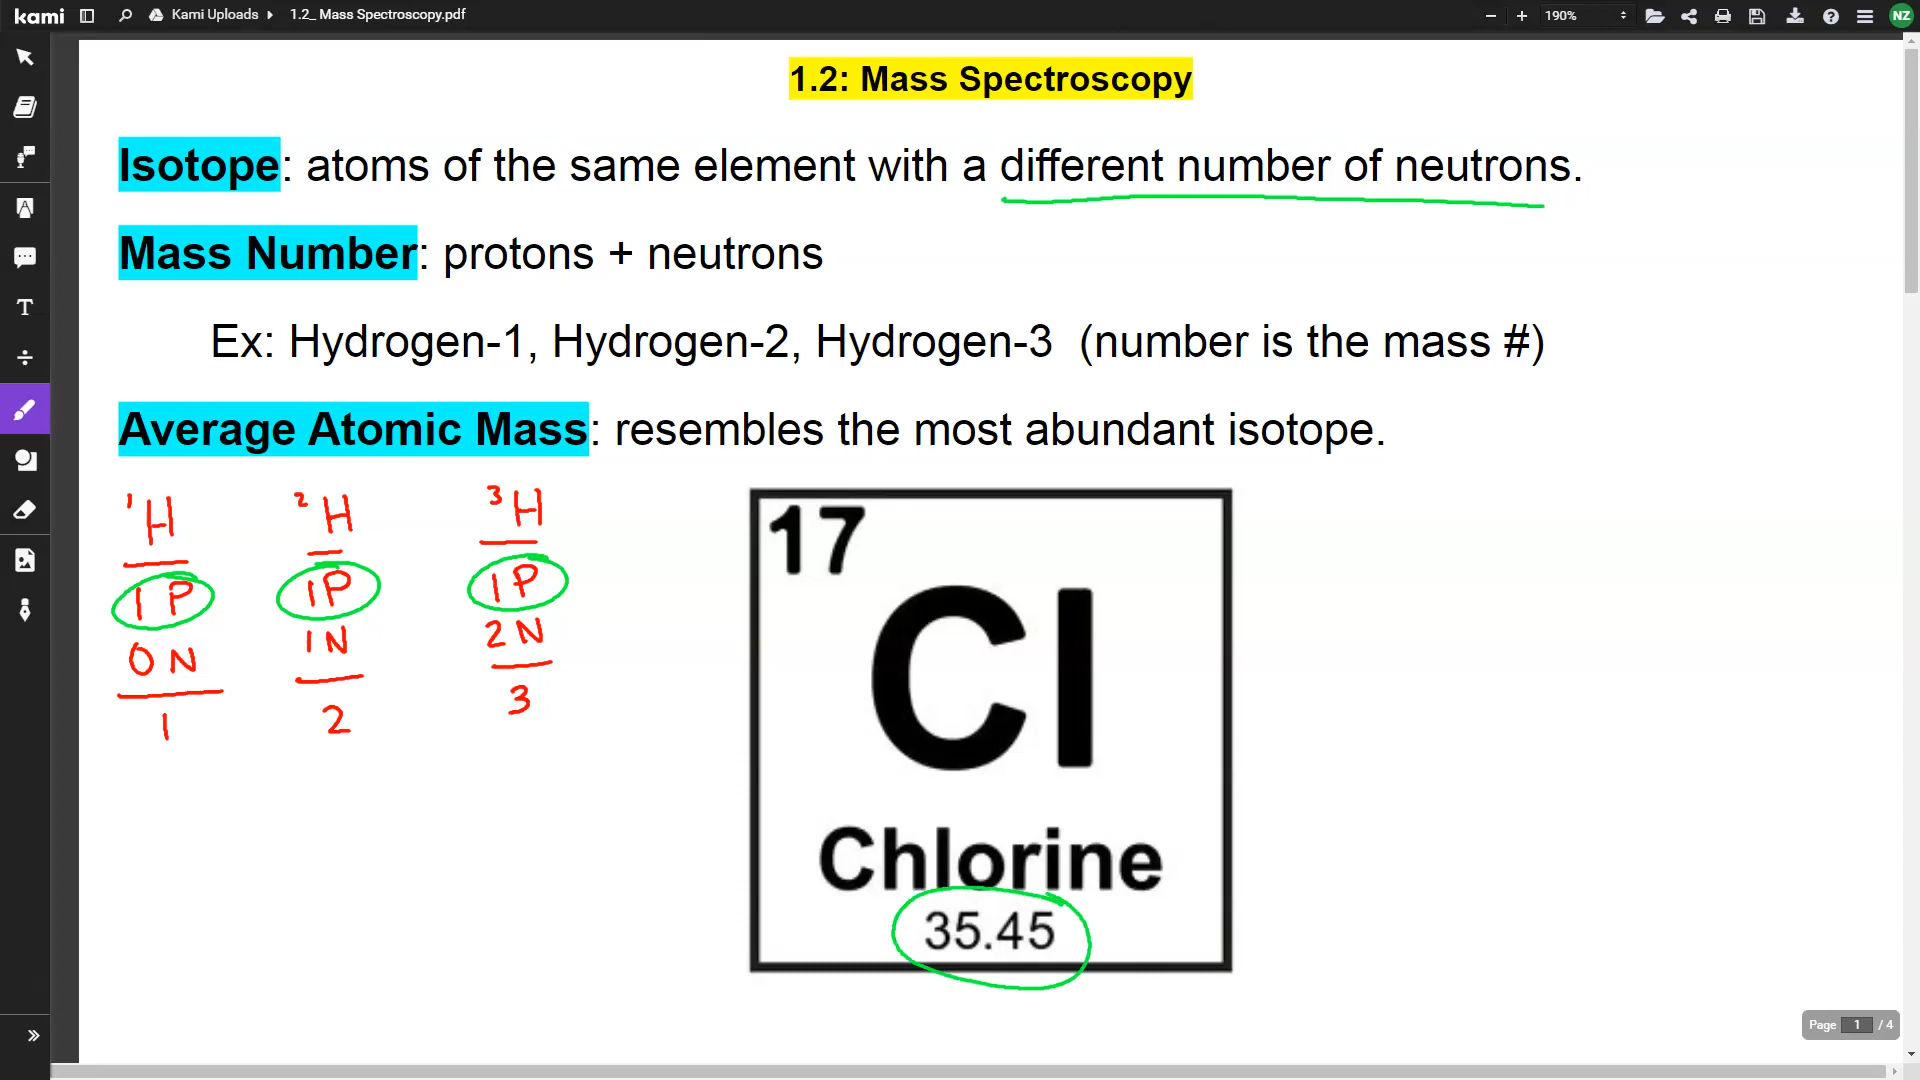 kami Kami Uploads 1.2_ Mass Spectroscopy.pdf 190% NZ
1.2: Mass Spectroscopy
Isotope: atoms of the same element with a different number of neutrons.
Mass Number: protons + neutrons
Ex: Hydrogen-1, Hydrogen-2, Hydrogen-3 (number is the mass #)
Average Atomic Mass: resembles the most abundant isotope.
¹H ²H ³H
1P 1P 1P
0N 1N 2N
1 2 3
17
Cl
Chlorine
35.45
Page 1 / 4